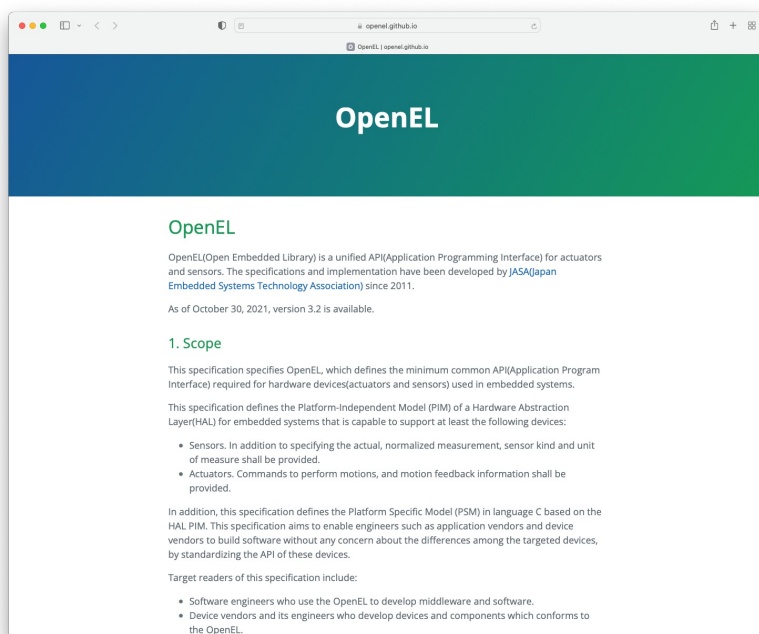 openel.github.io
OpenEL | openel.github.io
OpenEL
OpenEL
OpenEL(Open Embedded Library) is a unified API(Application Programming Interface) for actuators
and sensors. The specifications and implementation have been developed by JASA(Japan
Embedded Systems Technology Association) since 2011.
As of October 30, 2021, version 3.2 is available.
1. Scope
This specification specifies OpenEL, which defines the minimum common API(Application Program
Interface) required for hardware devices(actuators and sensors) used in embedded systems.
This specification defines the Platform-Independent Model (PIM) of a Hardware Abstraction
Layer(HAL) for embedded systems that is capable to support at least the following devices:
• Sensors. In addition to specifying the actual, normalized measurement, sensor kind and unit
of measure shall be provided.
• Actuators. Commands to perform motions, and motion feedback information shall be
provided.
In addition, this specification defines the Platform Specific Model (PSM) in language C based on the
HAL PIM. This specification aims to enable engineers such as application vendors and device
vendors to build software without any concern about the differences among the targeted devices,
by standardizing the API of these devices.
Target readers of this specification include:
• Software engineers who use the OpenEL to develop middleware and software.
• Device vendors and its engineers who develop devices and components which conforms to
the OpenEL.